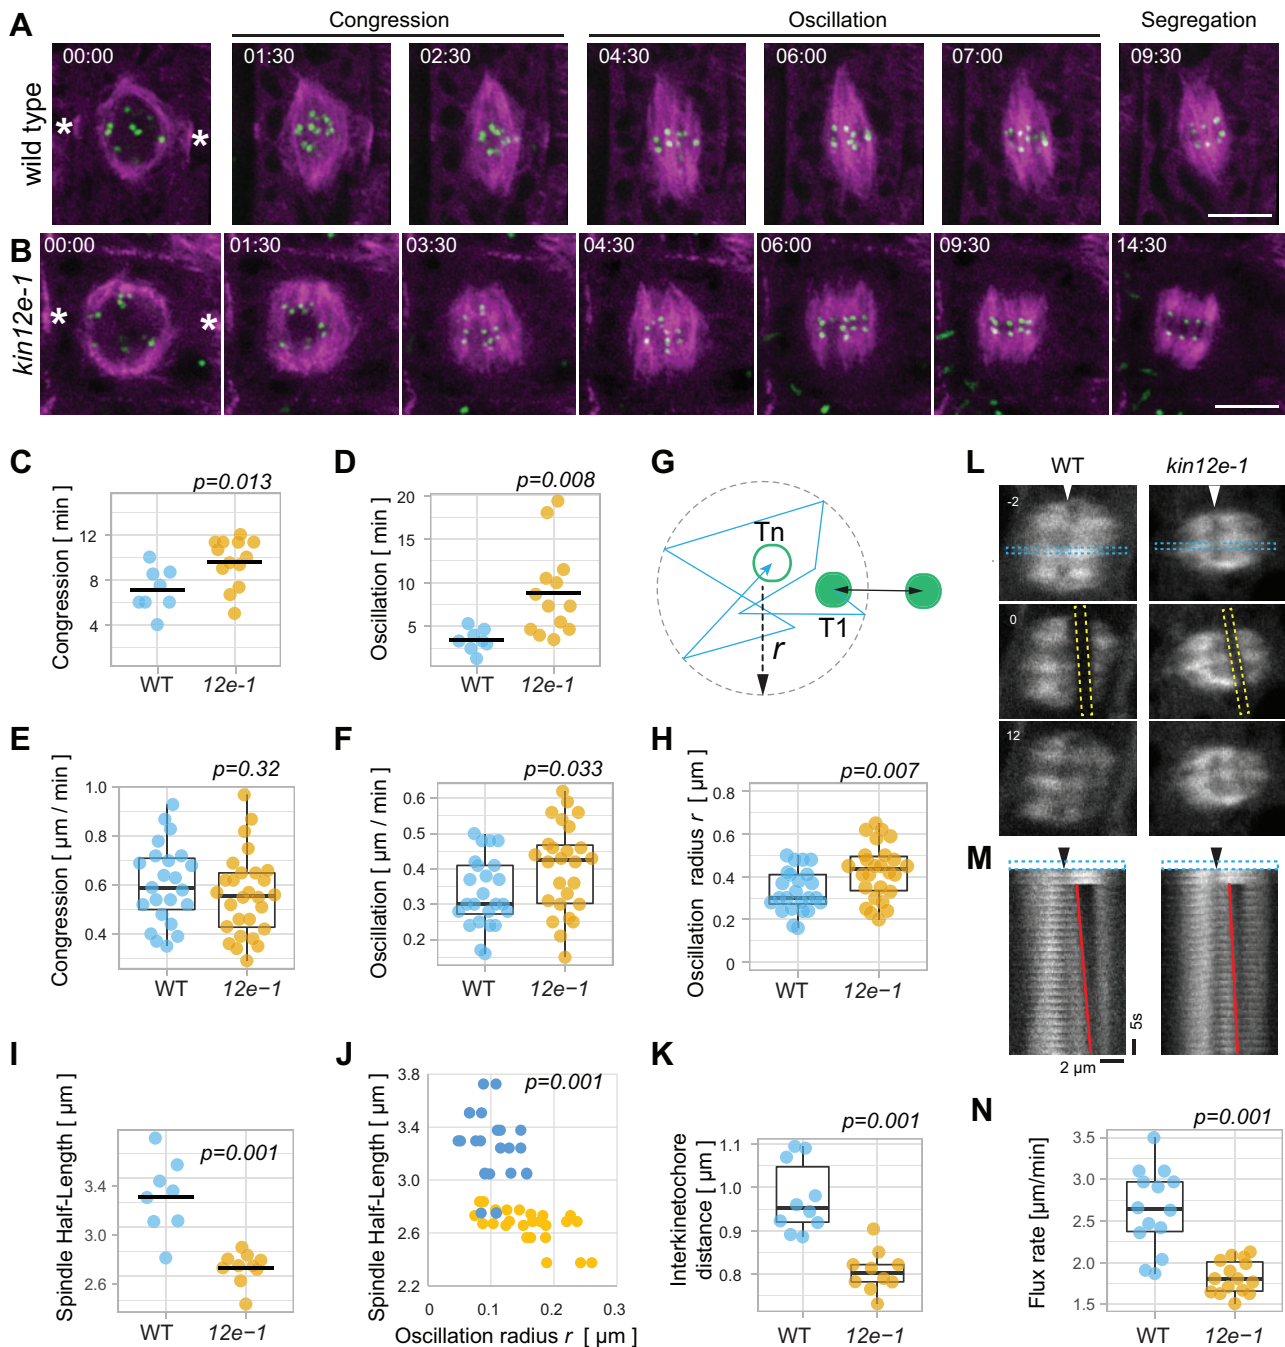 A
Congression
Oscillation
Segregation
wild type
00:00
01:30
02:30
04:30
06:00
07:00
09:30
*
*
B
kin12e-1
00:00
01:30
03:30
04:30
06:00
09:30
14:30
*
*
C
p=0.013
Congression [ min ]
12
8
4
WT
12e-1
D
p=0.008
Oscillation [ min ]
20
15
10
5
WT
12e-1
G
Tn
T1
r
L
WT
kin12e-1
-2
0
12
E
p=0.32
Congression [ µm / min ]
1.0
0.8
0.6
0.4
WT
12e−1
F
p=0.033
Oscillation [ µm / min ]
0.6
0.5
0.4
0.3
0.2
WT
12e−1
H
p=0.007
Oscillation radius r [ µm ]
0.8
0.6
0.4
0.2
0
WT
12e−1
M
5s
2 µm
I
p=0.001
Spindle Half-Length [ µm ]
3.4
3.0
2.6
WT
12e-1
J
p=0.001
Spindle Half-Length [ µm ]
3.8
3.4
3.0
2.6
2.2
0
0.1
0.2
0.3
Oscillation radius r [ µm ]
K
p=0.001
Interkinetochore
distance [ µm ]
1.1
1.0
0.9
0.8
WT
12e-1
N
p=0.001
Flux rate [µm/min]
3.5
3.0
2.5
2.0
1.5
WT
12e-1